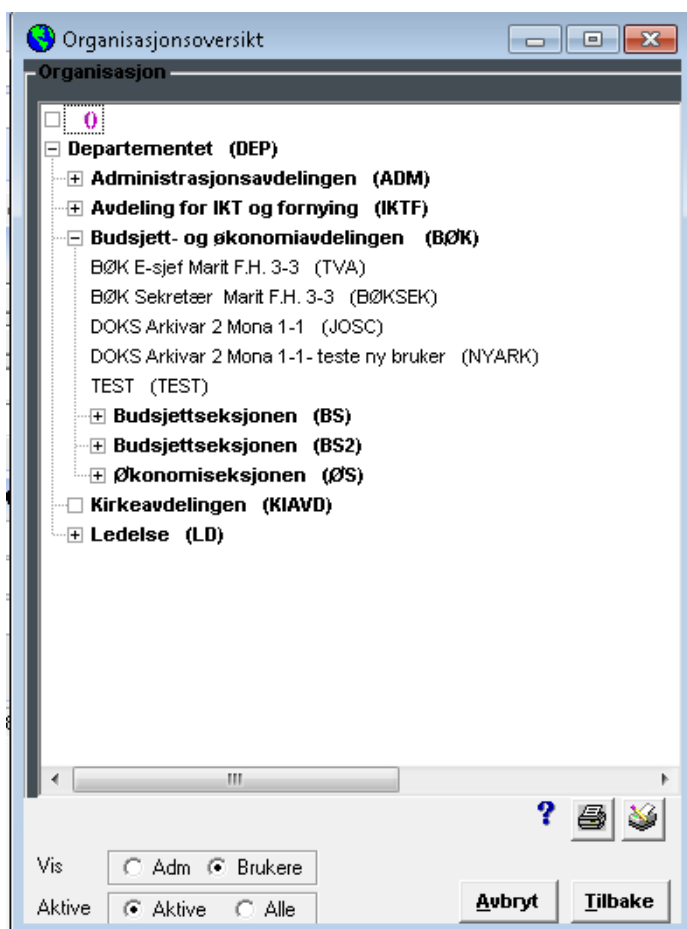 Organisasjonsoversikt
Organisasjon
()
Departementet (DEP)
Administrasjonsavdelingen (ADM)
Avdeling for IKT og fornying (IKTF)
Budsjett- og økonomiavdelingen (BØK)
BØK E-sjef Marit F.H. 3-3 (TVA)
BØK Sekretær Marit F.H. 3-3 (BØKSEK)
DOKS Arkivar 2 Mona 1-1 (JOSC)
DOKS Arkivar 2 Mona 1-1- teste ny bruker (NYARK)
TEST (TEST)
Budsjettseksjonen (BS)
Budsjettseksjonen (BS2)
Økonomiseksjonen (ØS)
Kirkeavdelingen (KIAVD)
Ledelse (LD)
?
Vis Adm Brukere
Aktive Aktive Alle Avbryt Tilbake